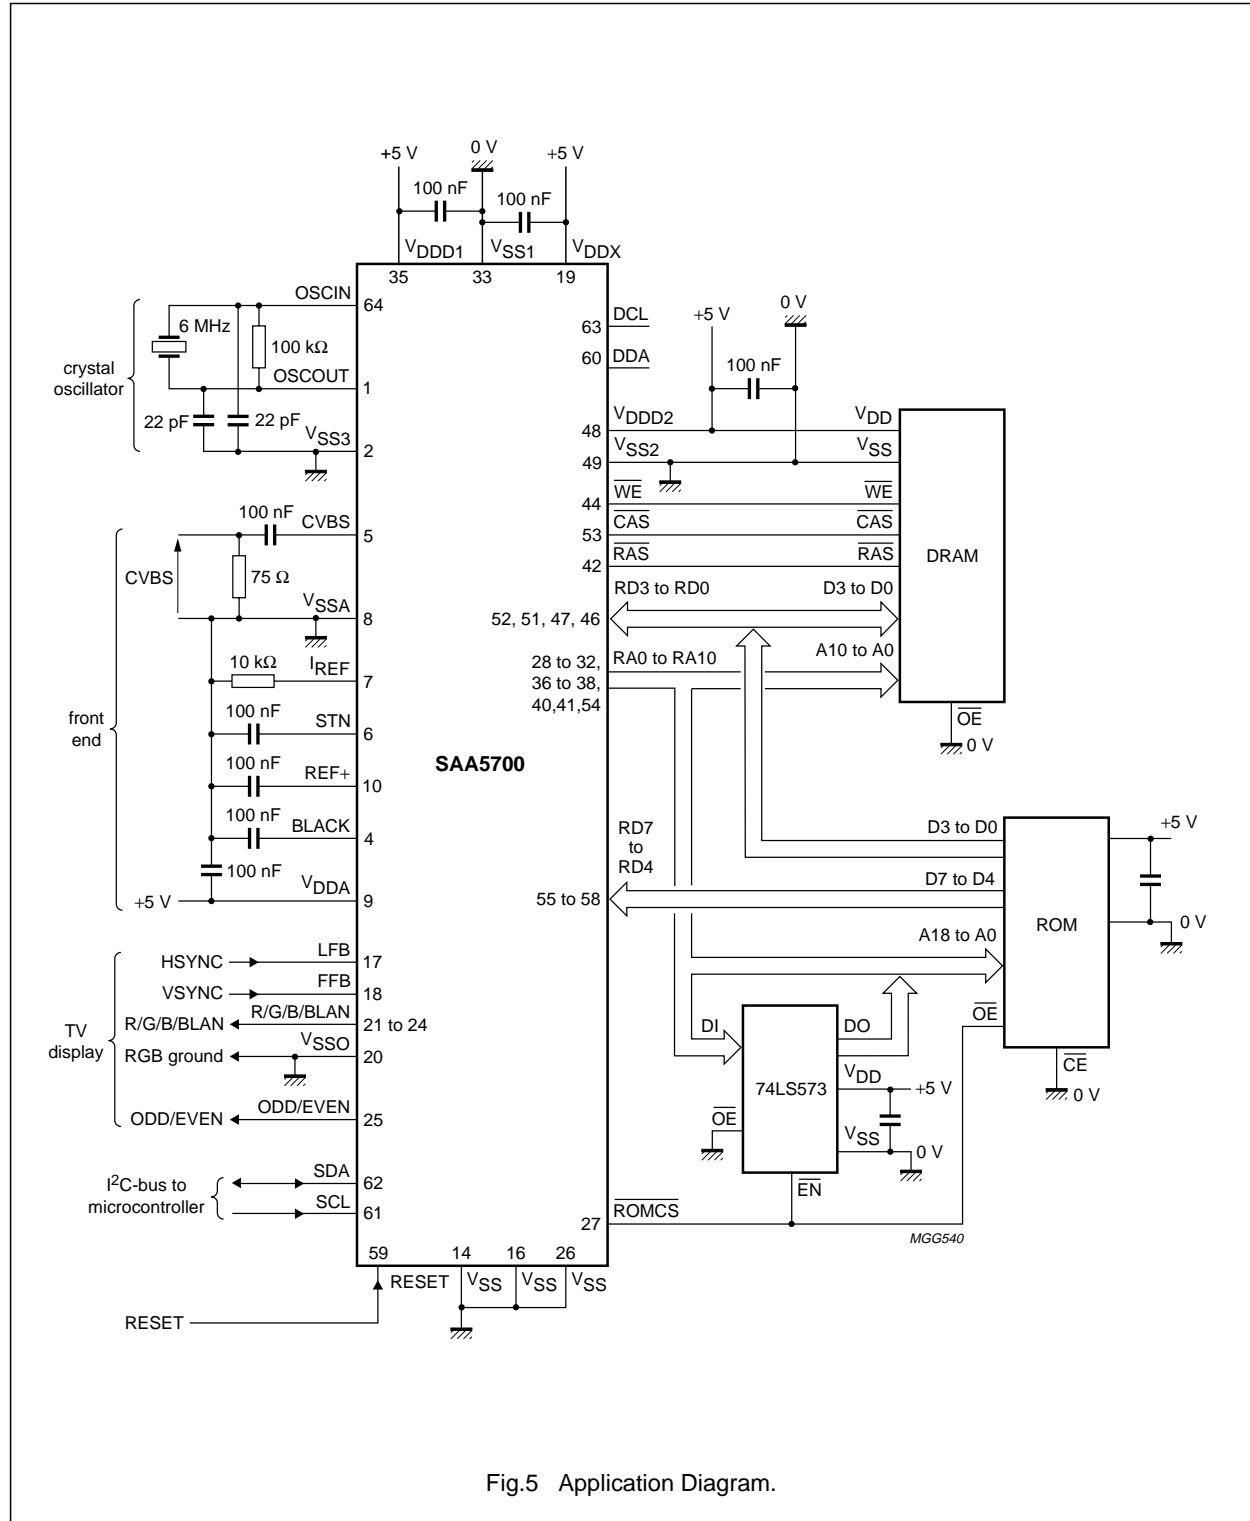 0 V
+5 V
+5 V
100 nF
100 nF
VDDD1
VSS1
VDDX
35
33
19
OSCIN
64
6 MHz
100 kΩ
crystal
oscillator
OSCOUT
1
22 pF
22 pF
VSS3
2
100 nF
CVBS
5
CVBS
75 Ω
VSSA
8
10 kΩ
IREF
7
front
end
100 nF
STN
6
100 nF
REF+
10
100 nF
BLACK
4
100 nF
VDDA
+5 V
9
HSYNC
LFB
17
VSYNC
FFB
18
TV
display
R/G/B/BLAN
R/G/B/BLAN
21 to 24
RGB ground
VSSO
20
ODD/EVEN
ODD/EVEN
25
I2C-bus to
microcontroller
SDA
62
SCL
61
59
14
16
26
RESET
VSS
VSS
VSS
RESET
SAA5700
63
DCL
60
DDA
+5 V
0 V
100 nF
48
VDDD2
VDD
49
VSS2
VSS
44
WE
WE
53
CAS
CAS
42
RAS
RAS
DRAM
52, 51, 47, 46
RD3 to RD0
D3 to D0
28 to 32,
36 to 38,
40,41,54
RA0 to RA10
A10 to A0
OE
0 V
RD7
to
RD4
55 to 58
D3 to D0
D7 to D4
A18 to A0
ROM
+5 V
0 V
OE
CE
0 V
DI
DO
74LS573
VDD
+5 V
OE
VSS
0 V
EN
27
ROMCS
MGG540
Fig.5 Application Diagram.